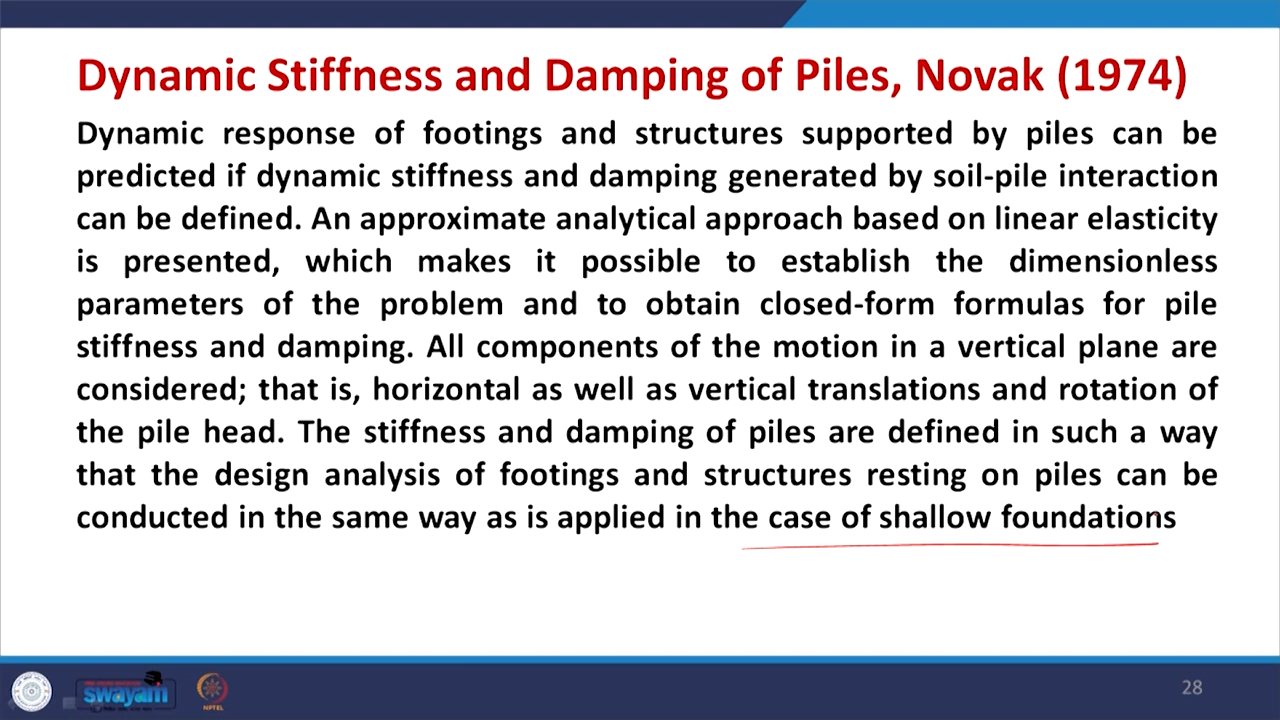 Dynamic Stiffness and Damping of Piles, Novak (1974)
Dynamic response of footings and structures supported by piles can be
predicted if dynamic stiffness and damping generated by soil-pile interaction
can be defined. An approximate analytical approach based on linear elasticity
is presented, which makes it possible to establish the dimensionless
parameters of the problem and to obtain closed-form formulas for pile
stiffness and damping. All components of the motion in a vertical plane are
considered; that is, horizontal as well as vertical translations and rotation of
the pile head. The stiffness and damping of piles are defined in such a way
that the design analysis of footings and structures resting on piles can be
conducted in the same way as is applied in the case of shallow foundations
swayam
NPTEL
28